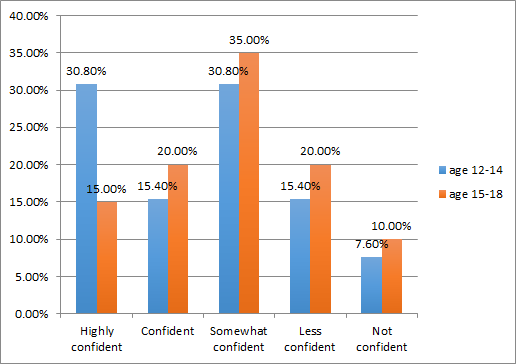 40.00%
35.00%
30.00%
25.00%
20.00%
15.00%
10.00%
5.00%
0.00%
30.80%
15.00%
15.40%
20.00%
30.80%
35.00%
15.40%
20.00%
7.60%
10.00%
Highly
confident
Confident
Somewhat
confident
Less
confident
Not
confident
age 12-14
age 15-18